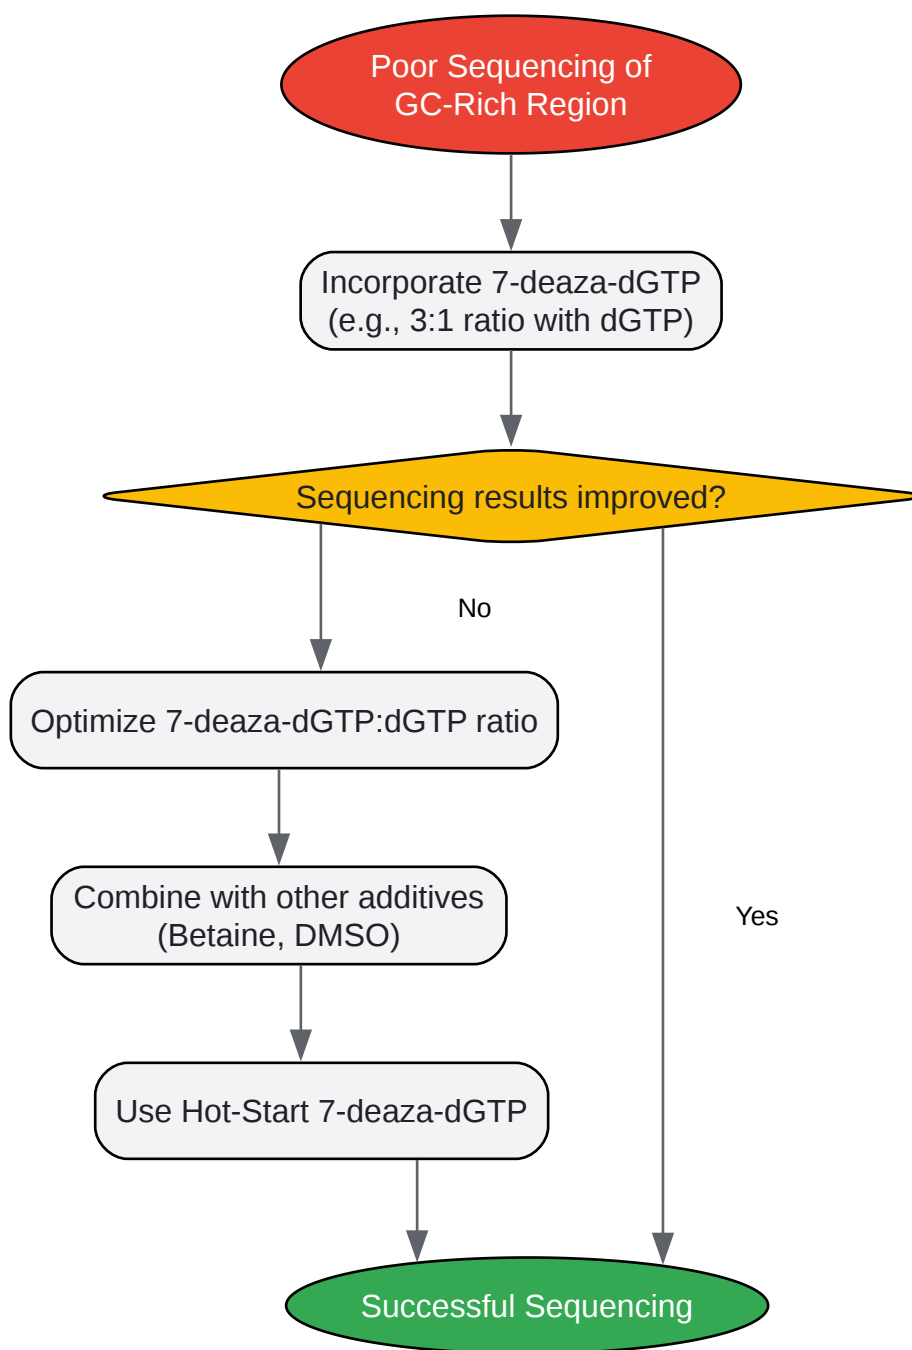 Poor Sequencing of
GC-Rich Region
Incorporate 7-deaza-dGTP
(e.g., 3:1 ratio with dGTP)
Sequencing results improved?
No
Optimize 7-deaza-dGTP:dGTP ratio
Combine with other additives
(Betaine, DMSO)
Yes
Use Hot-Start 7-deaza-dGTP
Successful Sequencing